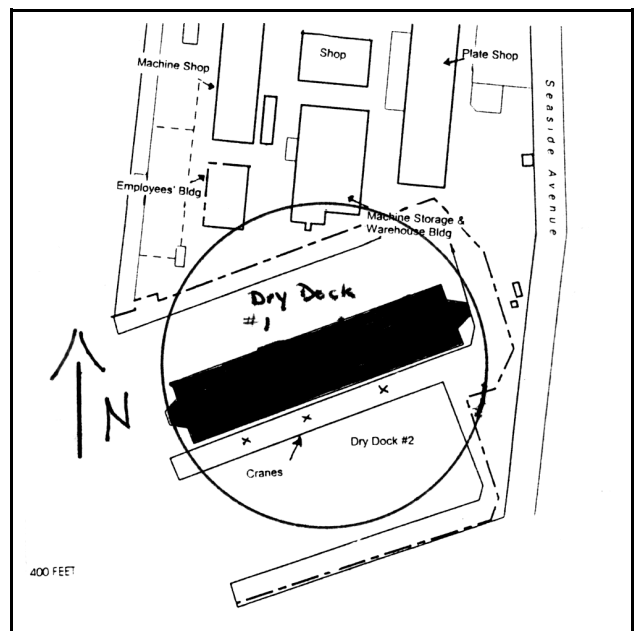 Shop
Plate Shop
Machine Shop
Seaside Avenue
Employees' Bldg
Machine Storage &
Warehouse Bldg
Dry Dock
#1
N
Dry Dock #2
Cranes
400 FEET